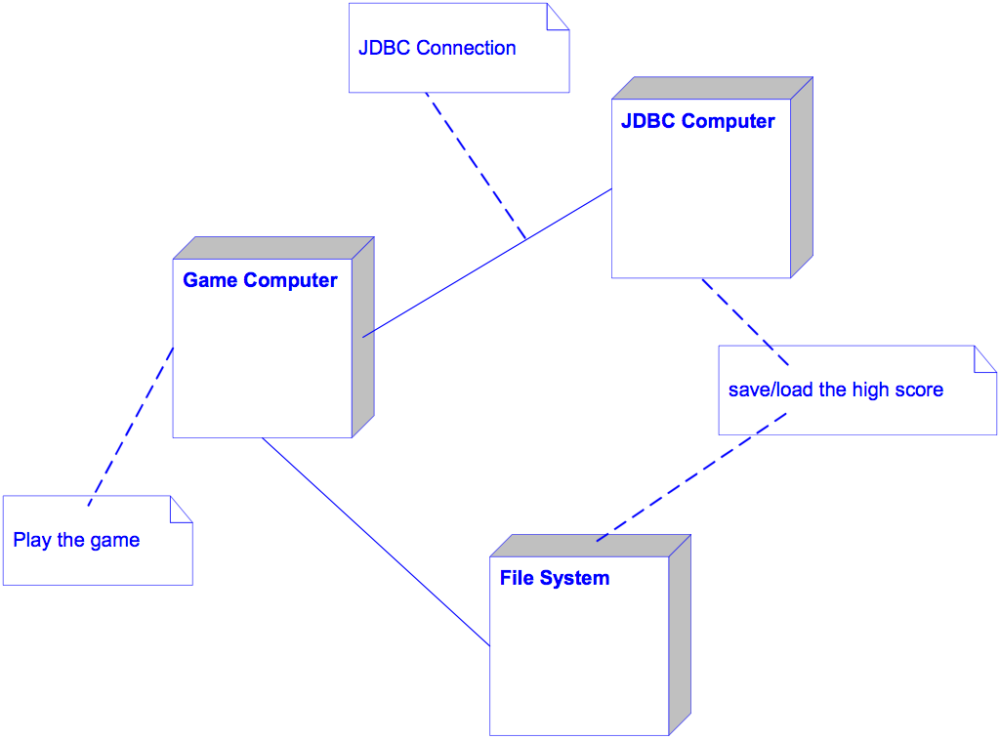 JDBC Connection
JDBC Computer
Game Computer
save/load the high score
Play the game
File System